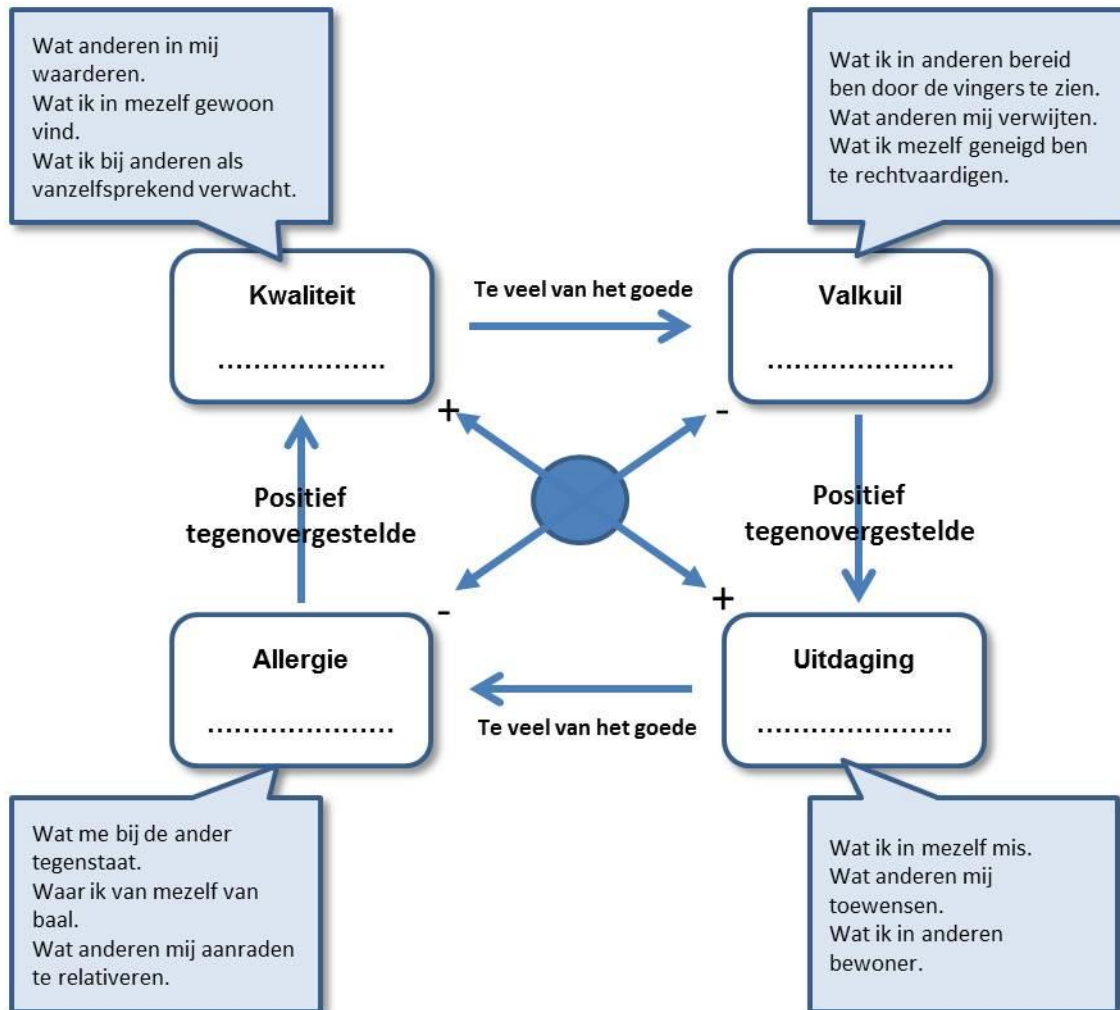 Wat anderen in mij
waarderen.
Wat ik in mezelf gewoon
vind.
Wat ik bij anderen als
vanzelfsprekend verwacht.
Wat ik in anderen bereid
ben door de vingers te zien.
Wat anderen mij verwijten.
Wat ik mezelf geneigd ben
te rechtvaardigen.
Kwaliteit
...................
Te veel van het goede
Valkuil
.....................
+
-
Positief
tegenovergestelde
Positief
tegenovergestelde
-
+
Allergie
.....................
Te veel van het goede
Uitdaging
......................
Wat me bij de ander
tegenstaat.
Waar ik van mezelf van
baal.
Wat anderen mij aanraden
te relativeren.
Wat ik in mezelf mis.
Wat anderen mij
toewensen.
Wat ik in anderen
bewoner.